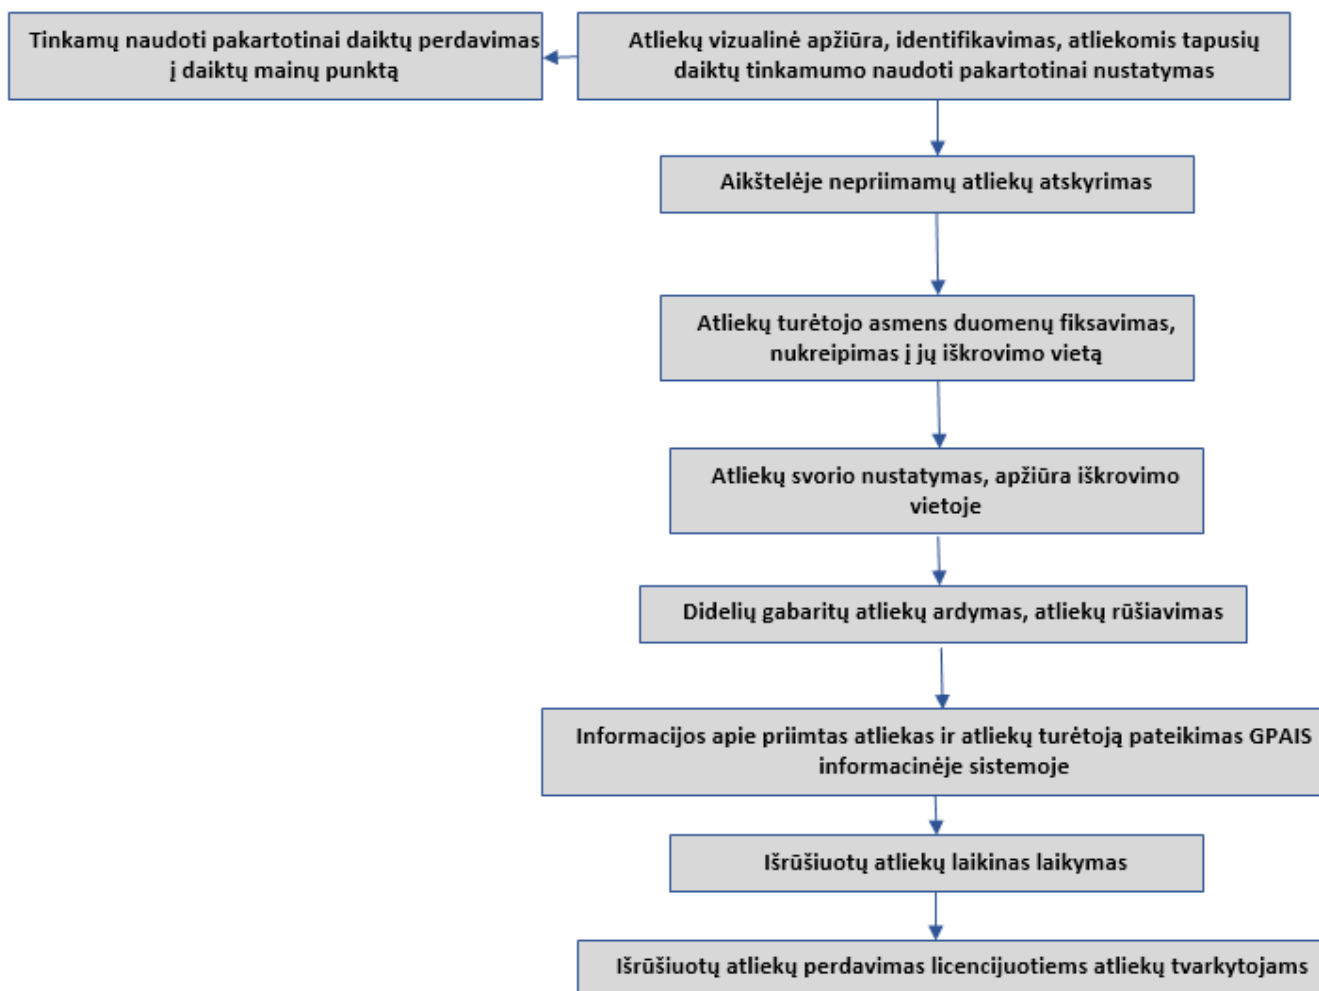 Tinkamų naudoti pakartotinai daiktų perdavimas
į daiktų mainų punktą
Atliekų vizualinė apžiūra, identifikavimas, atliekomis tapusių
daiktų tinkamumo naudoti pakartotinai nustatymas
Aikštelėje nepriimamų atliekų atskyrimas
Atliekų turėtojo asmens duomenų fiksavimas,
nukreipimas į jų iškrovimo vietą
Atliekų svorio nustatymas, apžiūra iškrovimo
vietoje
Didelių gabaritų atliekų ardymas, atliekų rūšiavimas
Informacijos apie priimtas atliekas ir atliekų turėtoją pateikimas GPAIS
informacinėje sistemoje
Išrūšiuotų atliekų laikinas laikymas
Išrūšiuotų atliekų perdavimas licencijuotiems atliekų tvarkytojams